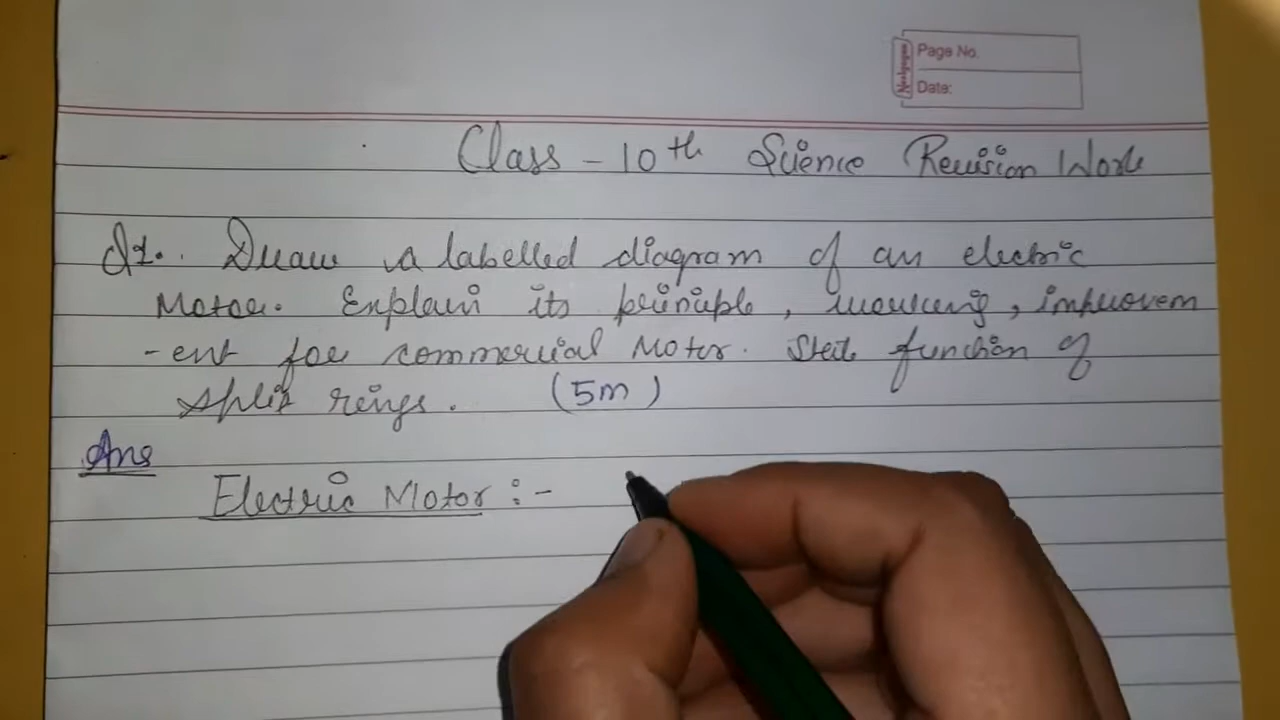 Page No.
Neelgagan
Date:
Class - 10th Science Revision Work
Q1. Draw a labelled diagram of an electric
Motor. Explain its principle, working, improvem
-ent for commercial Motor. State function of
split rings. (5m)
Ans
Electric Motor :-